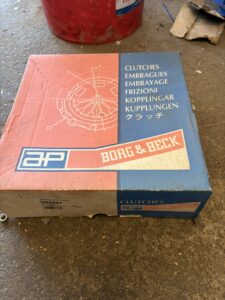 CLUTCHES
EMBRAGUES
EMBRAYAGE
FRIZIONI
KOPPLINGAR
KUPPLUNGEN
クラッチ
ap
BORG & BECK
CLUTCHES